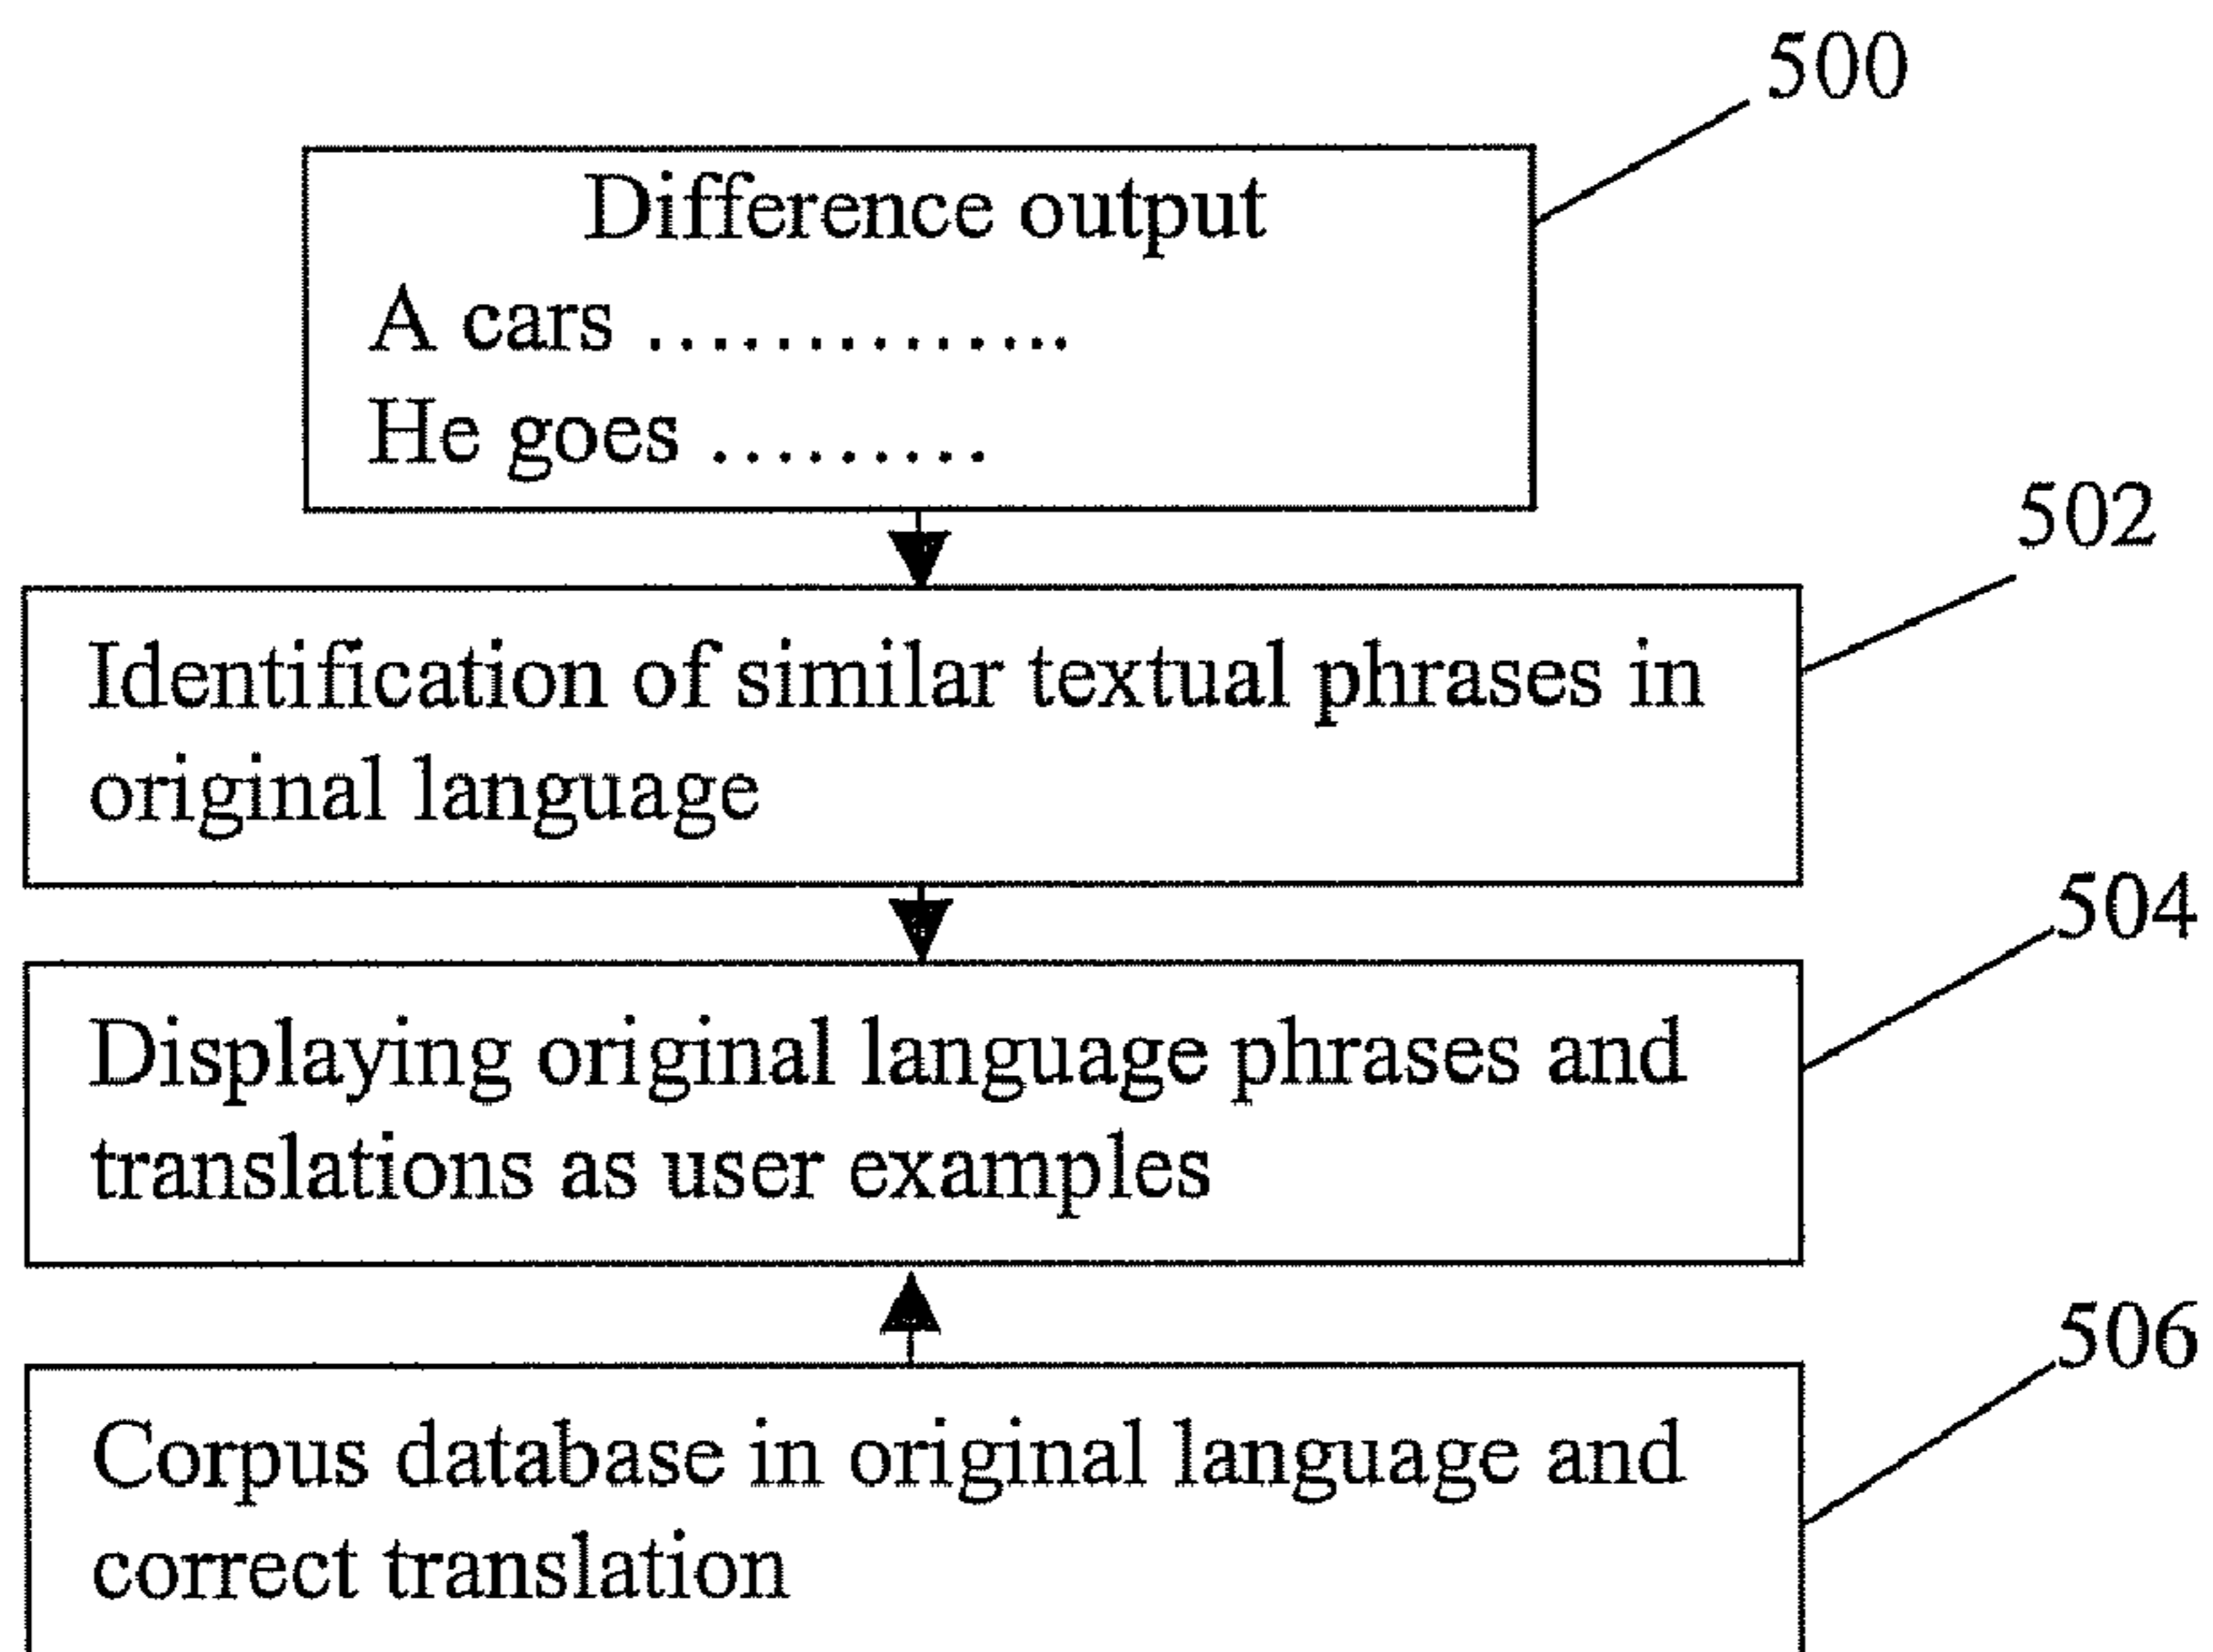 500
Difference output
A cars ..............
He goes .........
502
Identification of similar textual phrases in
original language
504
Displaying original language phrases and
translations as user examples
506
Corpus database in original language and
correct translation